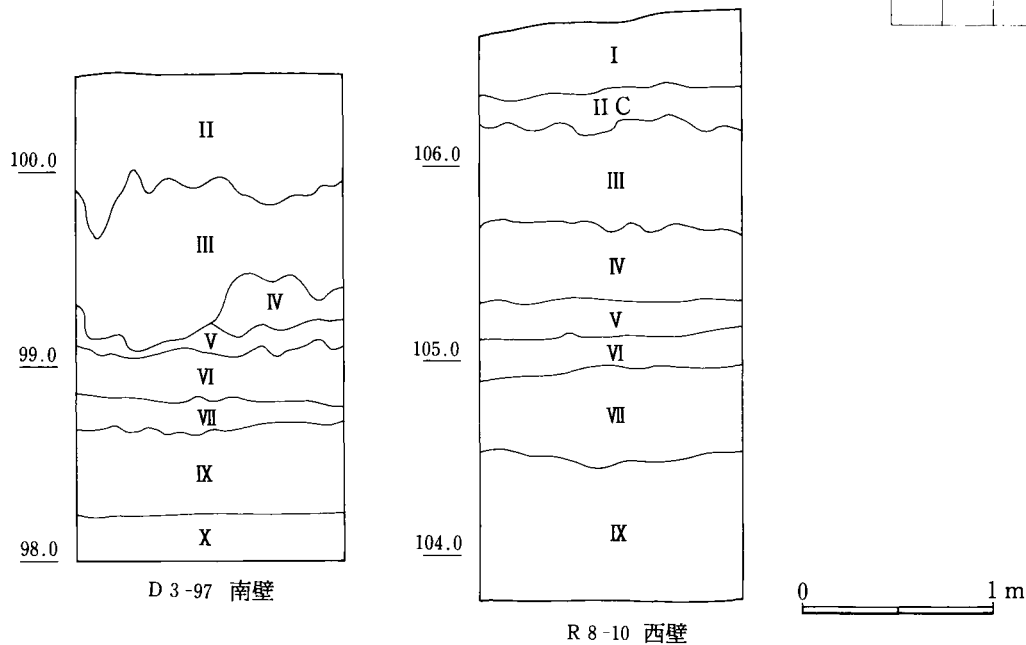 II
100.0
III
IV
V
99.0
VI
VII
IX
X
98.0
D 3-97 南壁
I
II C
106.0
III
IV
V
105.0
VI
VII
104.0
IX
R 8-10 西壁
0 1 m